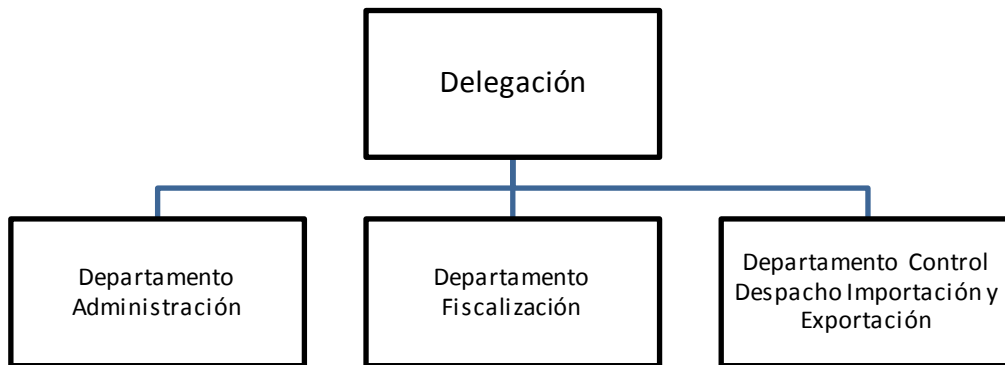 Delegación
Departamento
Administración
Departamento
Fiscalización
Departamento Control
Despacho Importación y
Exportación